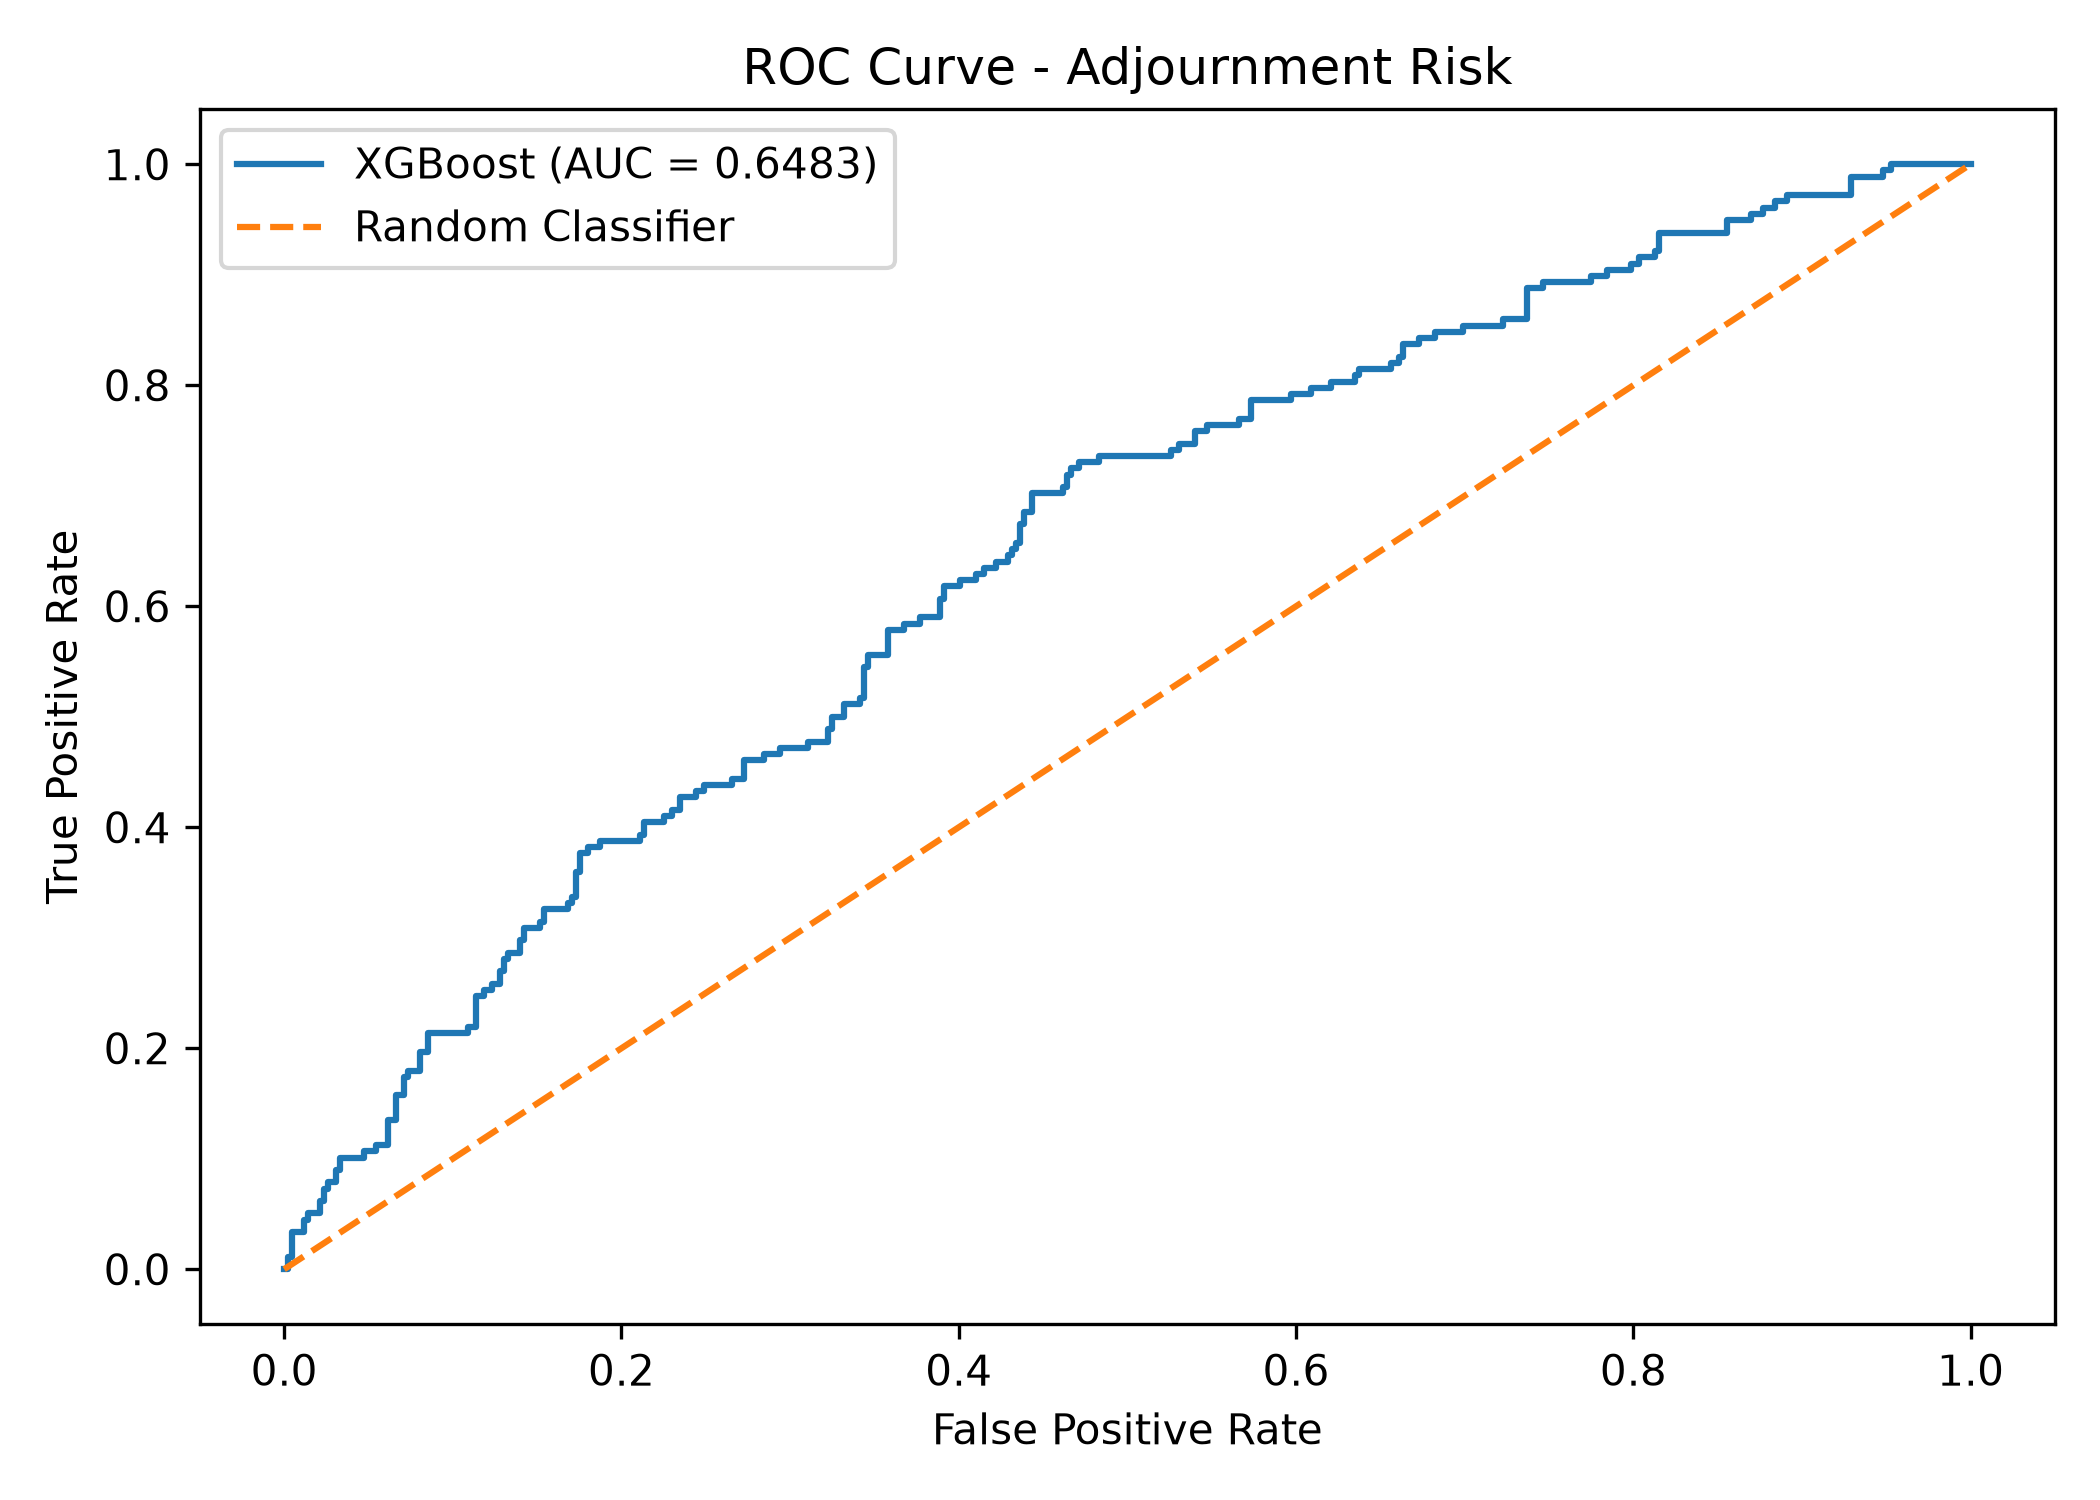 ROC Curve - Adjournment Risk
XGBoost (AUC = 0.6483)
Random Classifier
True Positive Rate
1.0
0.8
0.6
0.4
0.2
0.0
0.0 0.2 0.4 0.6 0.8 1.0
False Positive Rate